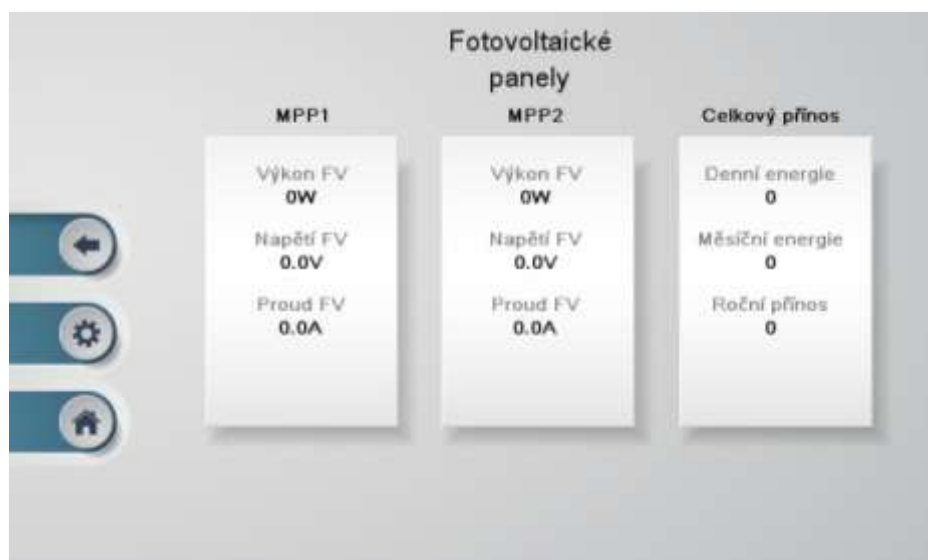 Fotovoltaické
panely
MPP1
Výkon FV
0W
Napětí FV
0.0V
Proud FV
0.0A
MPP2
Výkon FV
0W
Napětí FV
0.0V
Proud FV
0.0A
Celkový přínos
Denní energie
0
Měsíční energie
0
Roční přínos
0